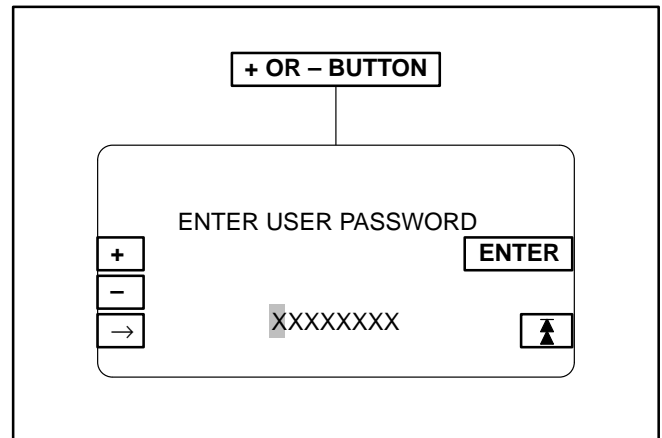 + OR – BUTTON
ENTER USER PASSWORD
+
ENTER
–
→
XXXXXXXX